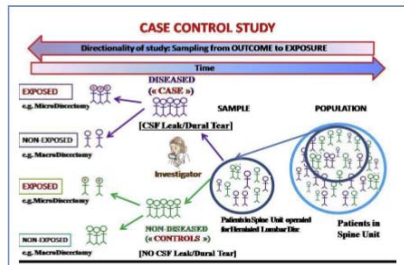 CASE CONTROL STUDY
Directionality of study: Sampling from OUTCOME to EXPOSURE
Time
EXPOSED
e.g. MicroDiscectomy
DISEASED
(« CASE »)
SAMPLE
POPULATION
NON-EXPOSED
e.g. MacroDiscectomy
[CSF Leak/Dural Tear]
Investigator
EXPOSED
e.g. MicroDiscectomy
Patients in Spine Unit operated
for Herniated Lumbar Disc
Patients in
Spine Unit
NON-EXPOSED
e.g. MacroDiscectomy
NON-DISEASED
(« CONTROLS »)
[NO CSF Leak/Dural Tear]